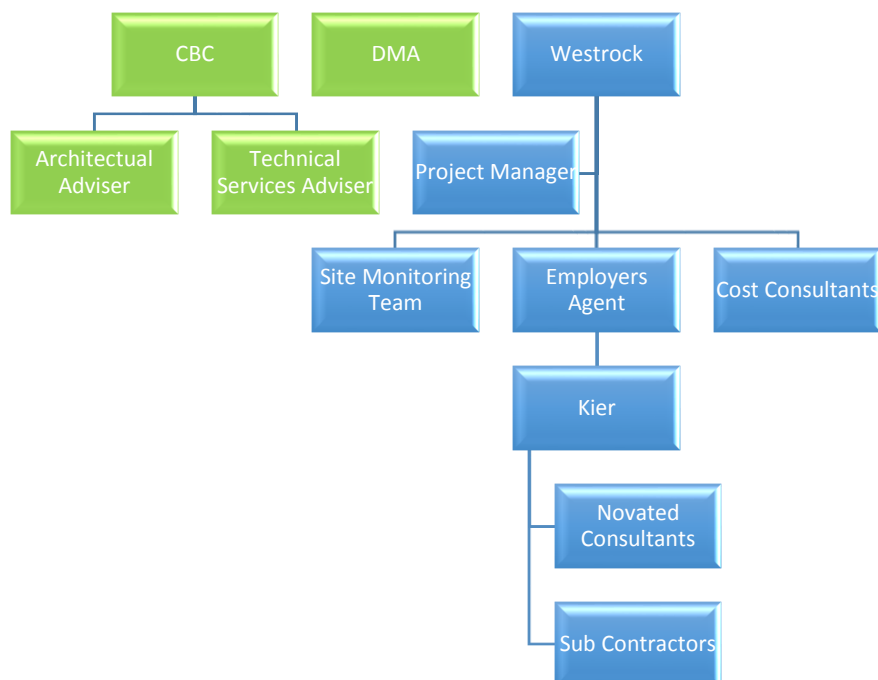 CBC
DMA
Westrock
Architectual
Adviser
Technical
Services Adviser
Project Manager
Site Monitoring
Team
Employers
Agent
Cost Consultants
Kier
Novated
Consultants
Sub Contractors